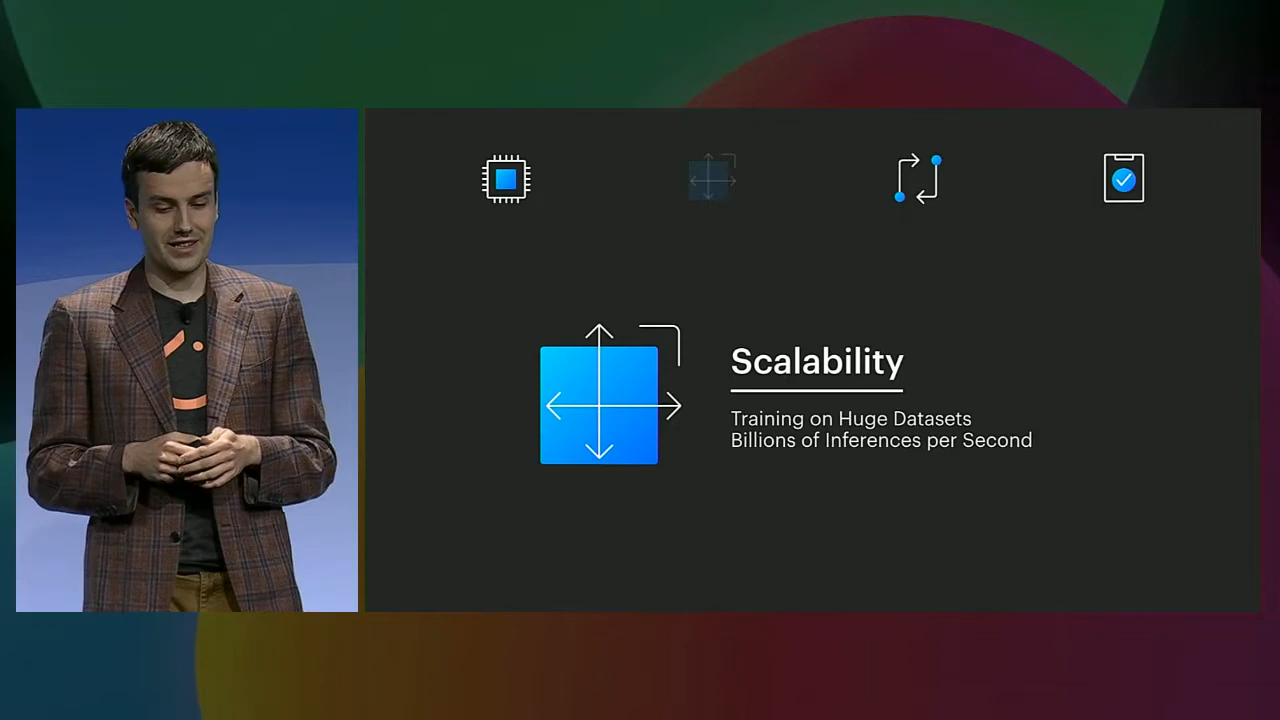 Scalability
Training on Huge Datasets
Billions of Inferences per Second